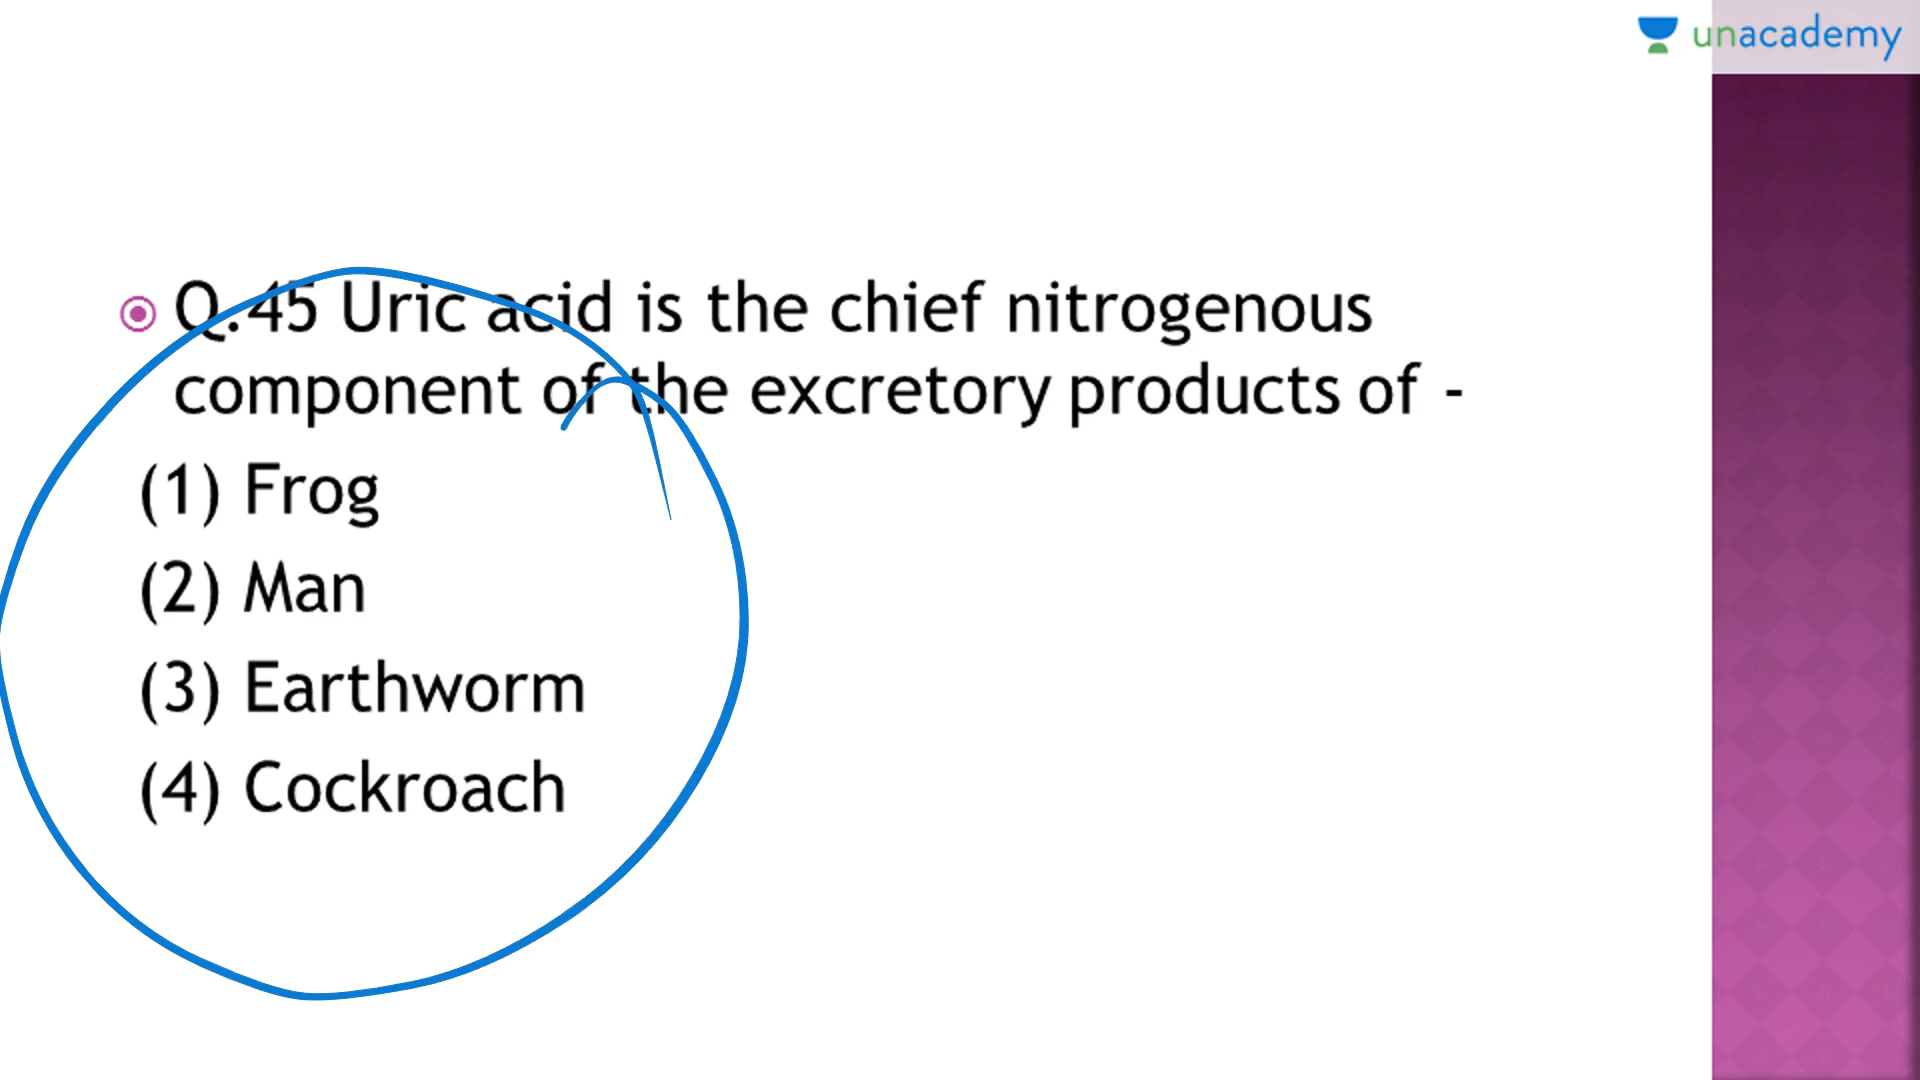 unacademy
Q.45 Uric acid is the chief nitrogenous
component of the excretory products of -
(1) Frog
(2) Man
(3) Earthworm
(4) Cockroach